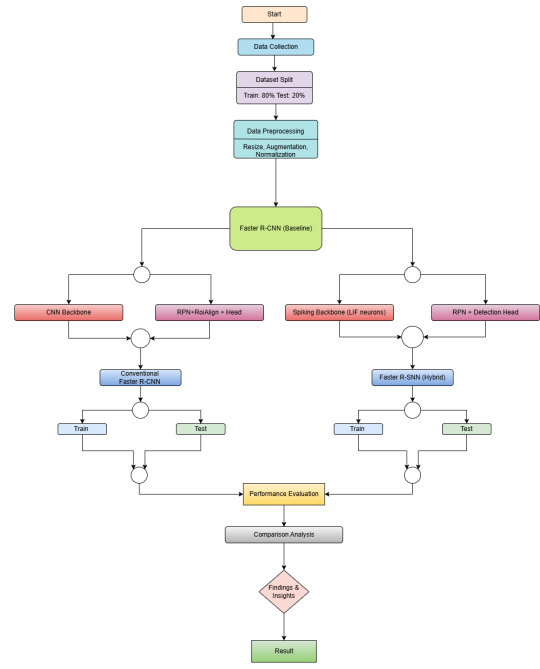 Start
Data Collection
Dataset Split
Train: 80% Test: 20%
Data Preprocessing
Resize, Augmentation,
Normalization
Faster R-CNN (Baseline)
CNN Backbone
RPN+RoiAlign + Head
Spiking Backbone (LIF neurons)
RPN + Detection Head
Conventional
Faster R-CNN
Faster R-SNN (Hybrid)
Train
Test
Train
Test
Performance Evaluation
Comparison Analysis
Findings &
Insights
Result